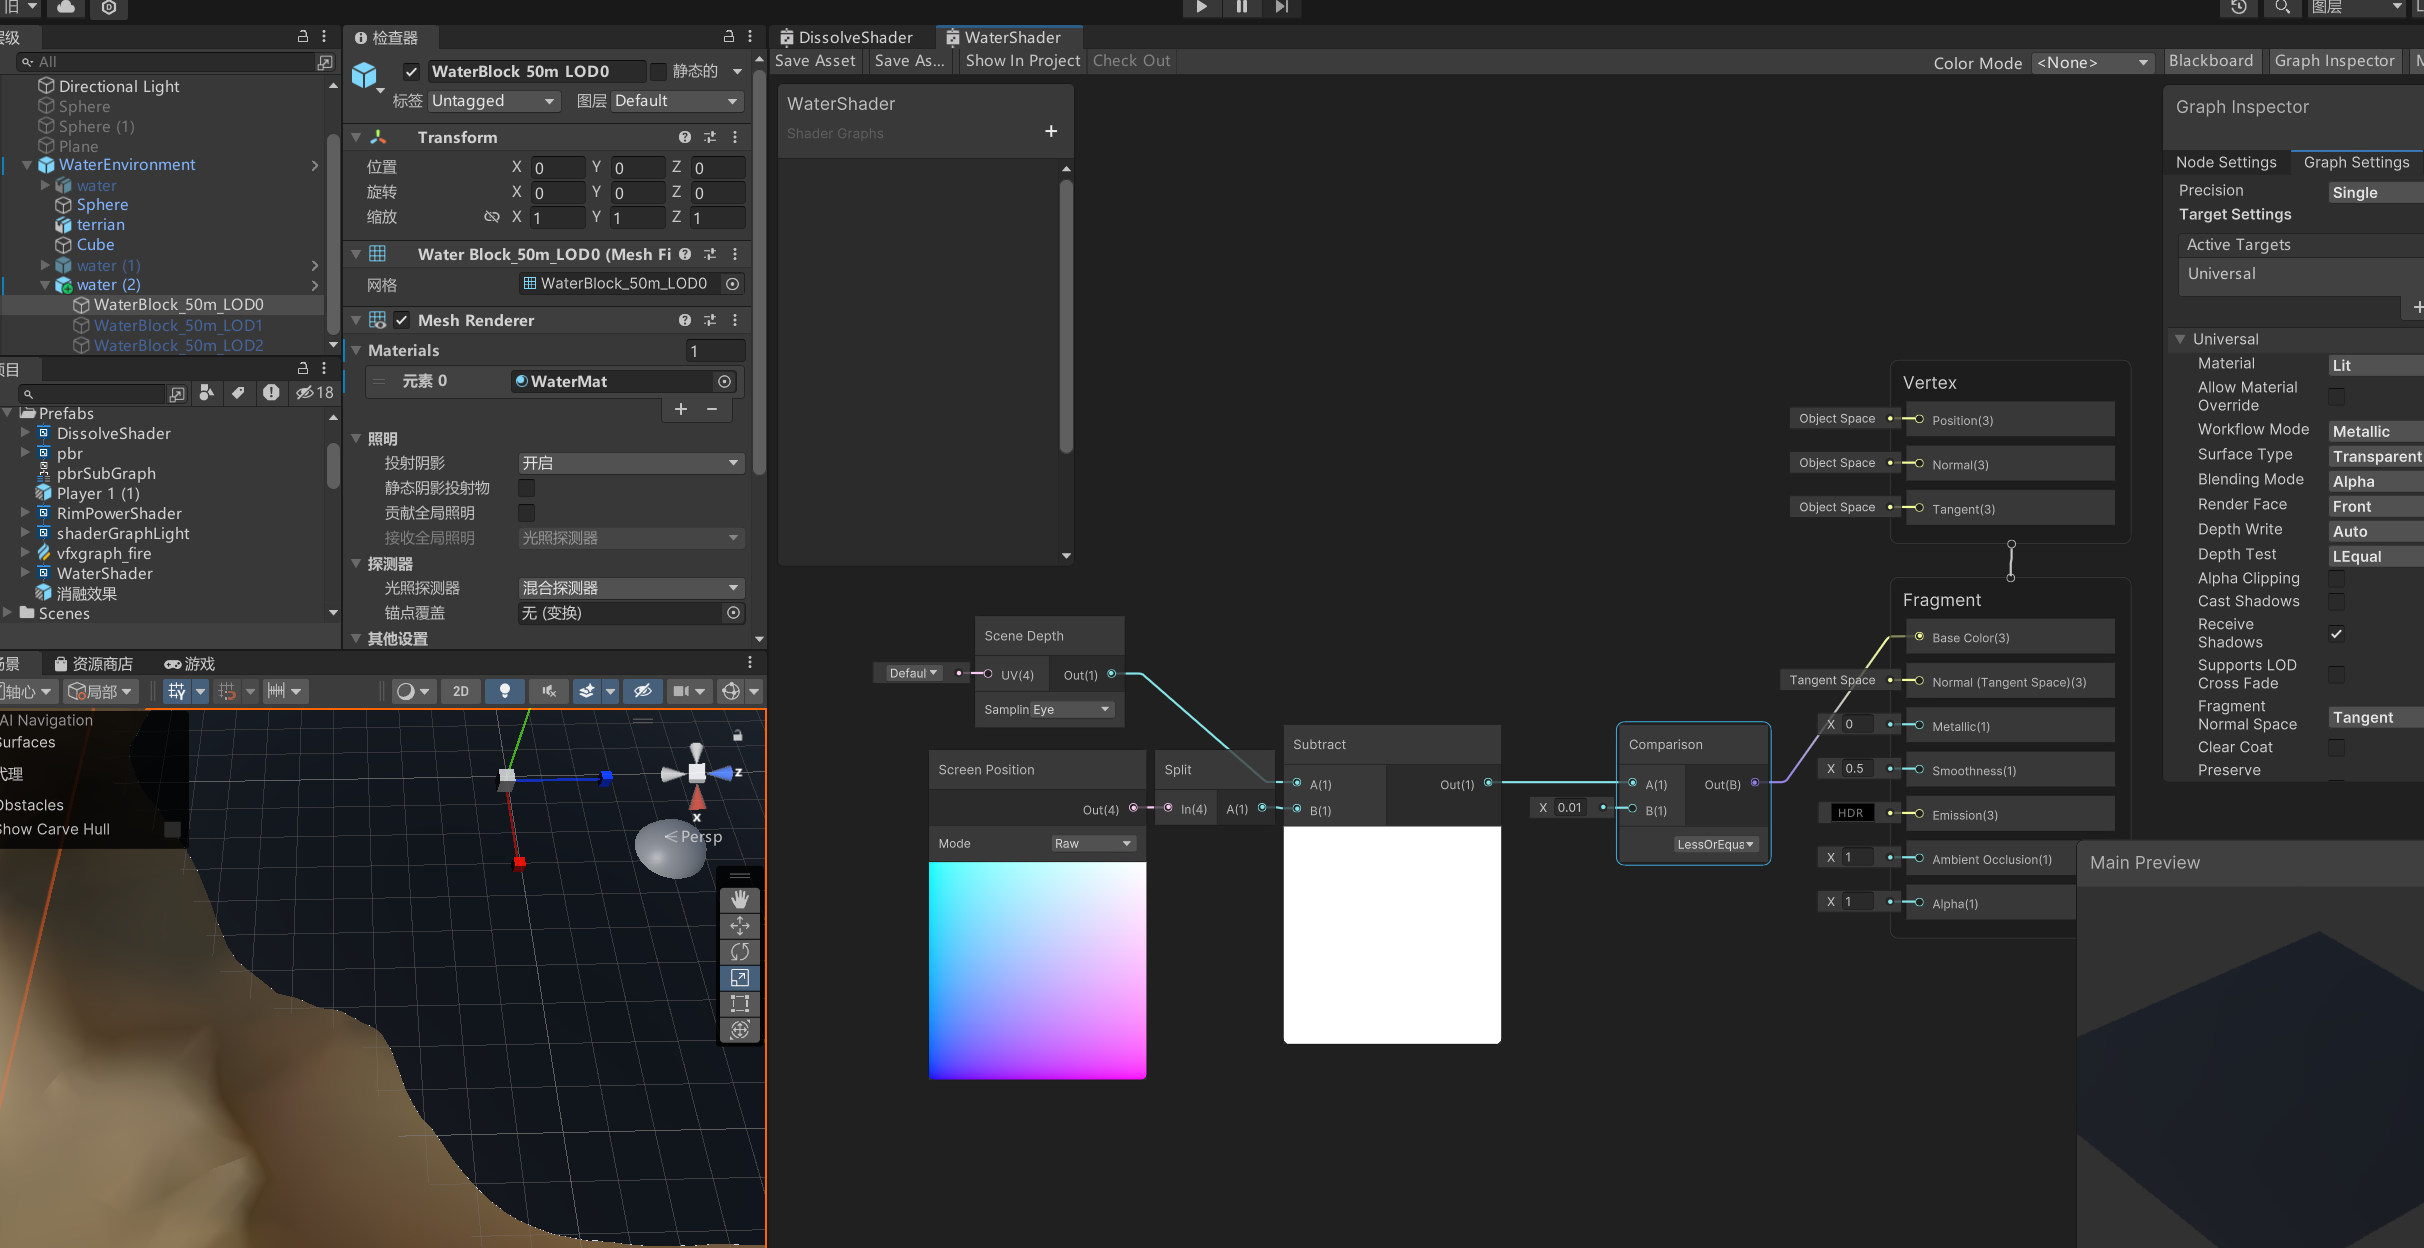 旧
图层
层级
All
Directional Light
Sphere
Sphere (1)
Plane
WaterEnvironment
water
Sphere
terrian
Cube
water (1)
water (2)
WaterBlock_50m_LOD0
WaterBlock_50m_LOD1
WaterBlock_50m_LOD2
项目
18
Prefabs
DissolveShader
pbr
pbrSubGraph
Player 1 (1)
RimPowerShader
shaderGraphLight
vfxgraph_fire
WaterShader
消融效果
Scenes
检查器
WaterBlock 50m LOD0
静态的
标签 Untagged 图层 Default
Transform
位置 X 0 Y 0 Z 0
旋转 X 0 Y 0 Z 0
缩放 X 1 Y 1 Z 1
Water Block_50m_LOD0 (Mesh Fi
网格 WaterBlock_50m_LOD0
Mesh Renderer
Materials 1
元素 0 WaterMat
+ −
照明
投射阴影 开启
静态阴影投射物
贡献全局照明
接收全局照明 光照探测器
探测器
光照探测器 混合探测器
锚点覆盖 无 (变换)
其他设置
场景 资源商店 游戏
轴心 局部 2D
AI Navigation
Surfaces
代理
Obstacles
Show Carve Hull
z
x
Persp
DissolveShader WaterShader
Save Asset Save As... Show In Project Check Out
Color Mode <None> Blackboard Graph Inspector M
WaterShader
Shader Graphs
+
Scene Depth
Defaul UV(4) Out(1)
Samplin Eye
Screen Position
Out(4)
Mode Raw
Split
In(4) A(1)
Subtract
A(1) Out(1)
B(1)
Comparison
A(1) Out(B)
X 0.01 B(1)
LessOrEqua
Vertex
Object Space Position(3)
Object Space Normal(3)
Object Space Tangent(3)
Fragment
Base Color(3)
Tangent Space Normal (Tangent Space)(3)
X 0 Metallic(1)
X 0.5 Smoothness(1)
HDR Emission(3)
X 1 Ambient Occlusion(1)
X 1 Alpha(1)
Graph Inspector
Node Settings Graph Settings
Precision Single
Target Settings
Active Targets
Universal
+
Universal
Material Lit
Allow Material Override
Workflow Mode Metallic
Surface Type Transparent
Blending Mode Alpha
Render Face Front
Depth Write Auto
Depth Test LEqual
Alpha Clipping
Cast Shadows
Receive Shadows
Supports LOD Cross Fade
Fragment Normal Space Tangent
Clear Coat
Preserve
Main Preview